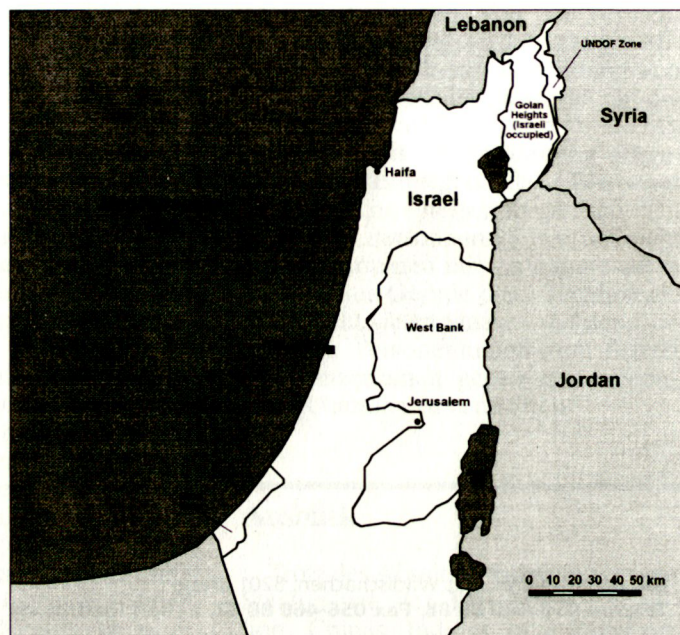 Lebanon
UNDOF Zone
Golan
Heights
(Israeli
occupied)
Syria
Haifa
Israel
West Bank
Jordan
Jerusalem
0 10 20 30 40 50 km